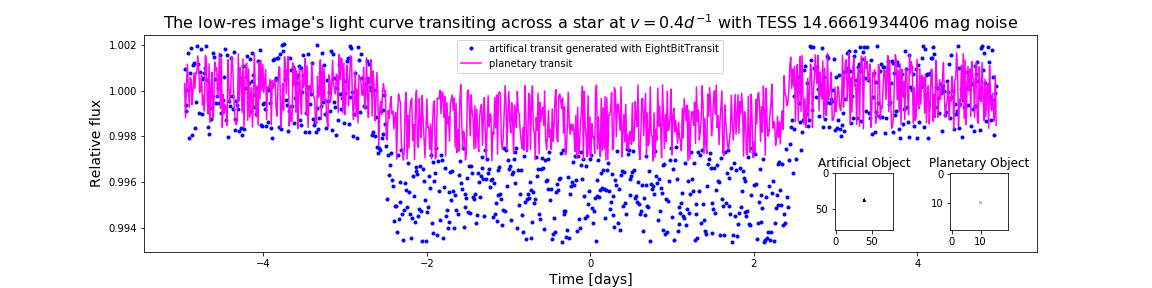 The low-res image's light curve transiting across a star at v = 0.4d⁻¹ with TESS 14.6661934406 mag noise
artifical transit generated with EightBitTransit
planetary transit
Relative flux
1.002
1.000
0.998
0.996
0.994
Artificial Object
0
50
0 50
Planetary Object
0
10
0 10
−4 −2 0 2 4
Time [days]